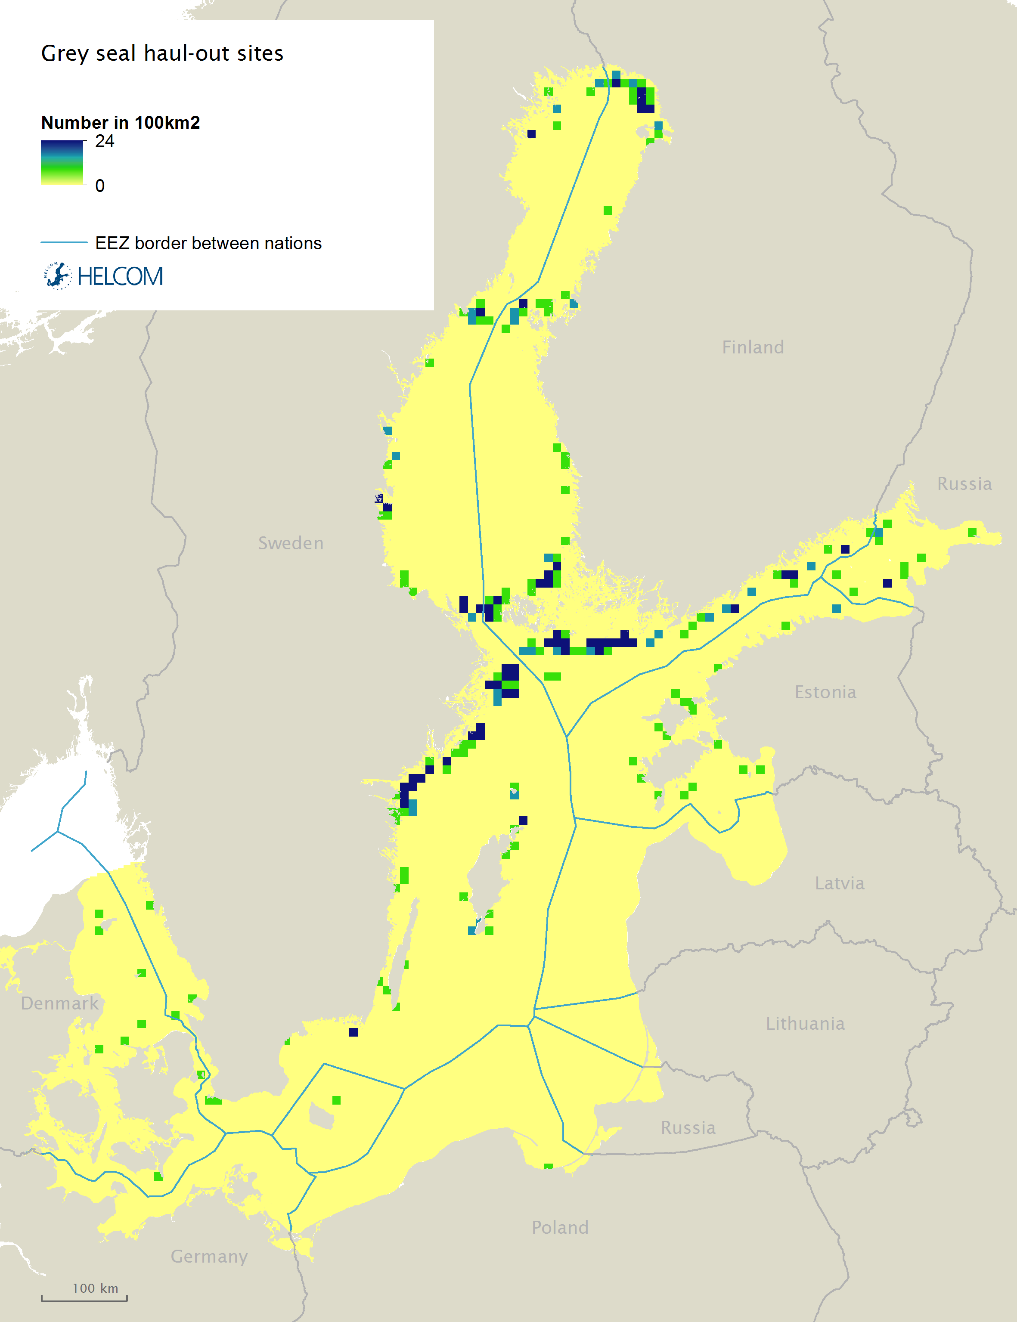 Grey seal haul-out sites
Number in 100km2
24
0
EEZ border between nations
HELCOM
Finland
Russia
Sweden
Estonia
Latvia
Denmark
Lithuania
Russia
Poland
Germany
100 km